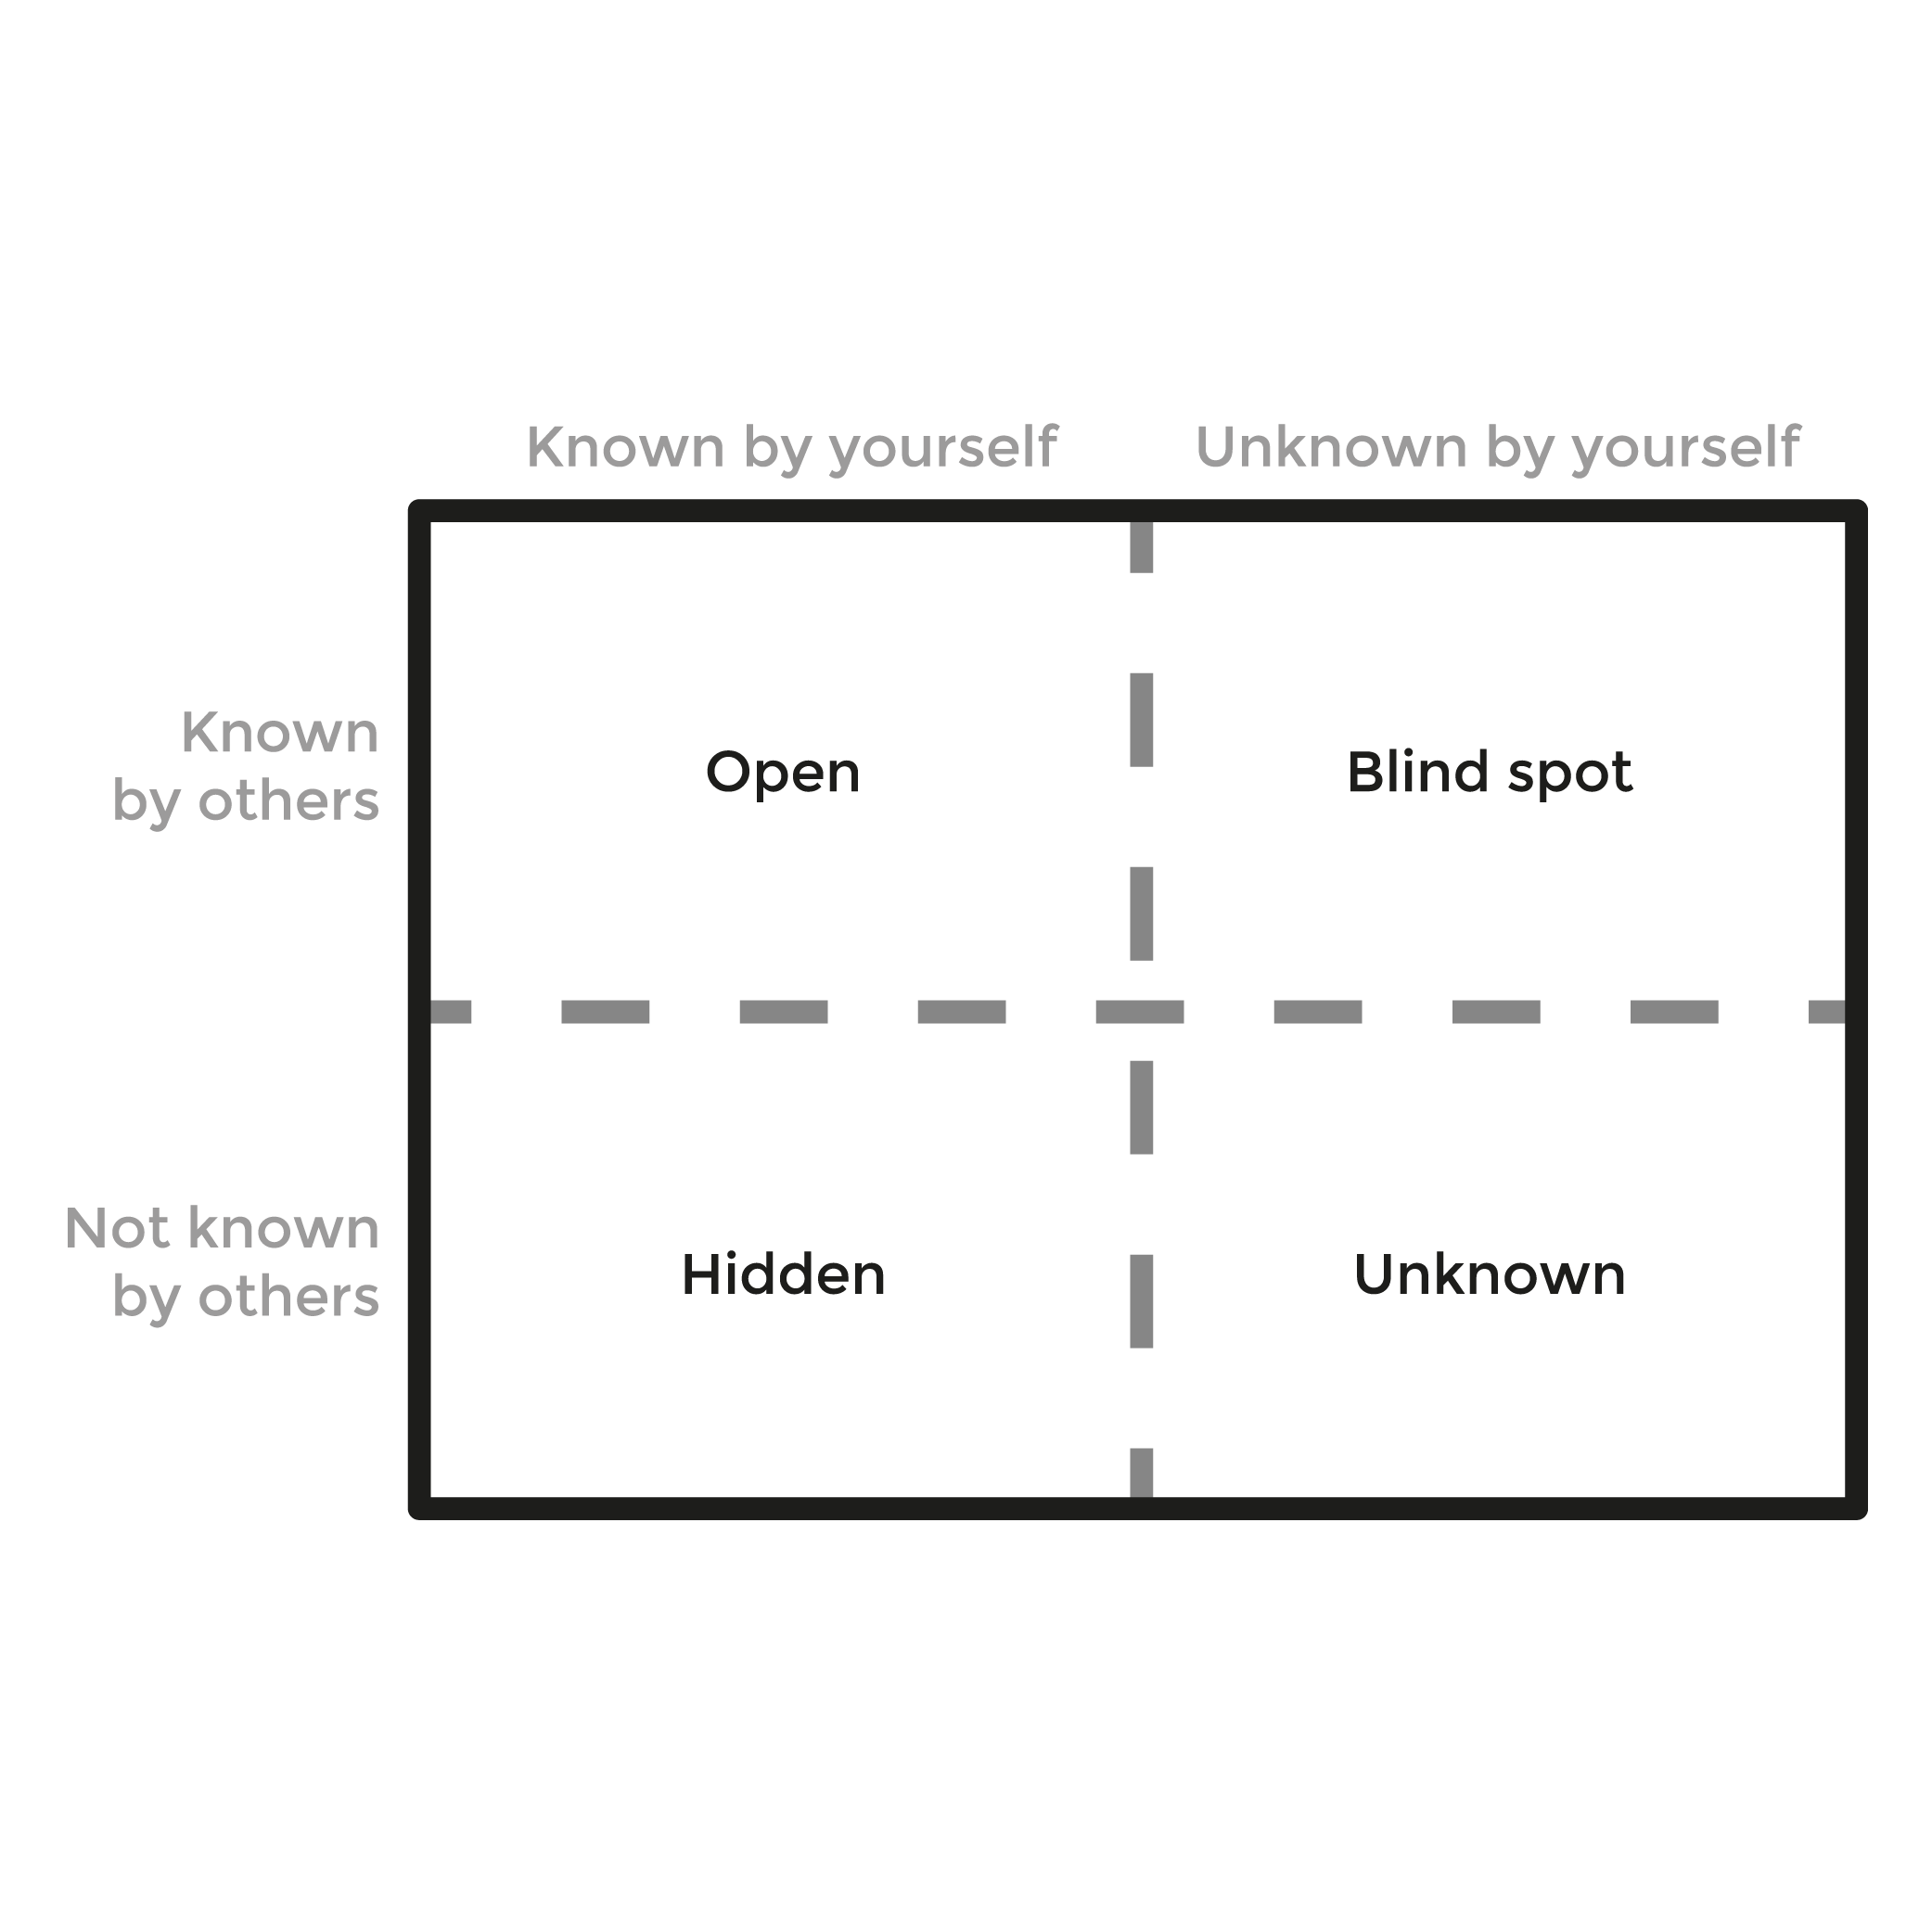 Known by yourself
Unknown by yourself
Known
by others
Open
Blind spot
Not known
by others
Hidden
Unknown